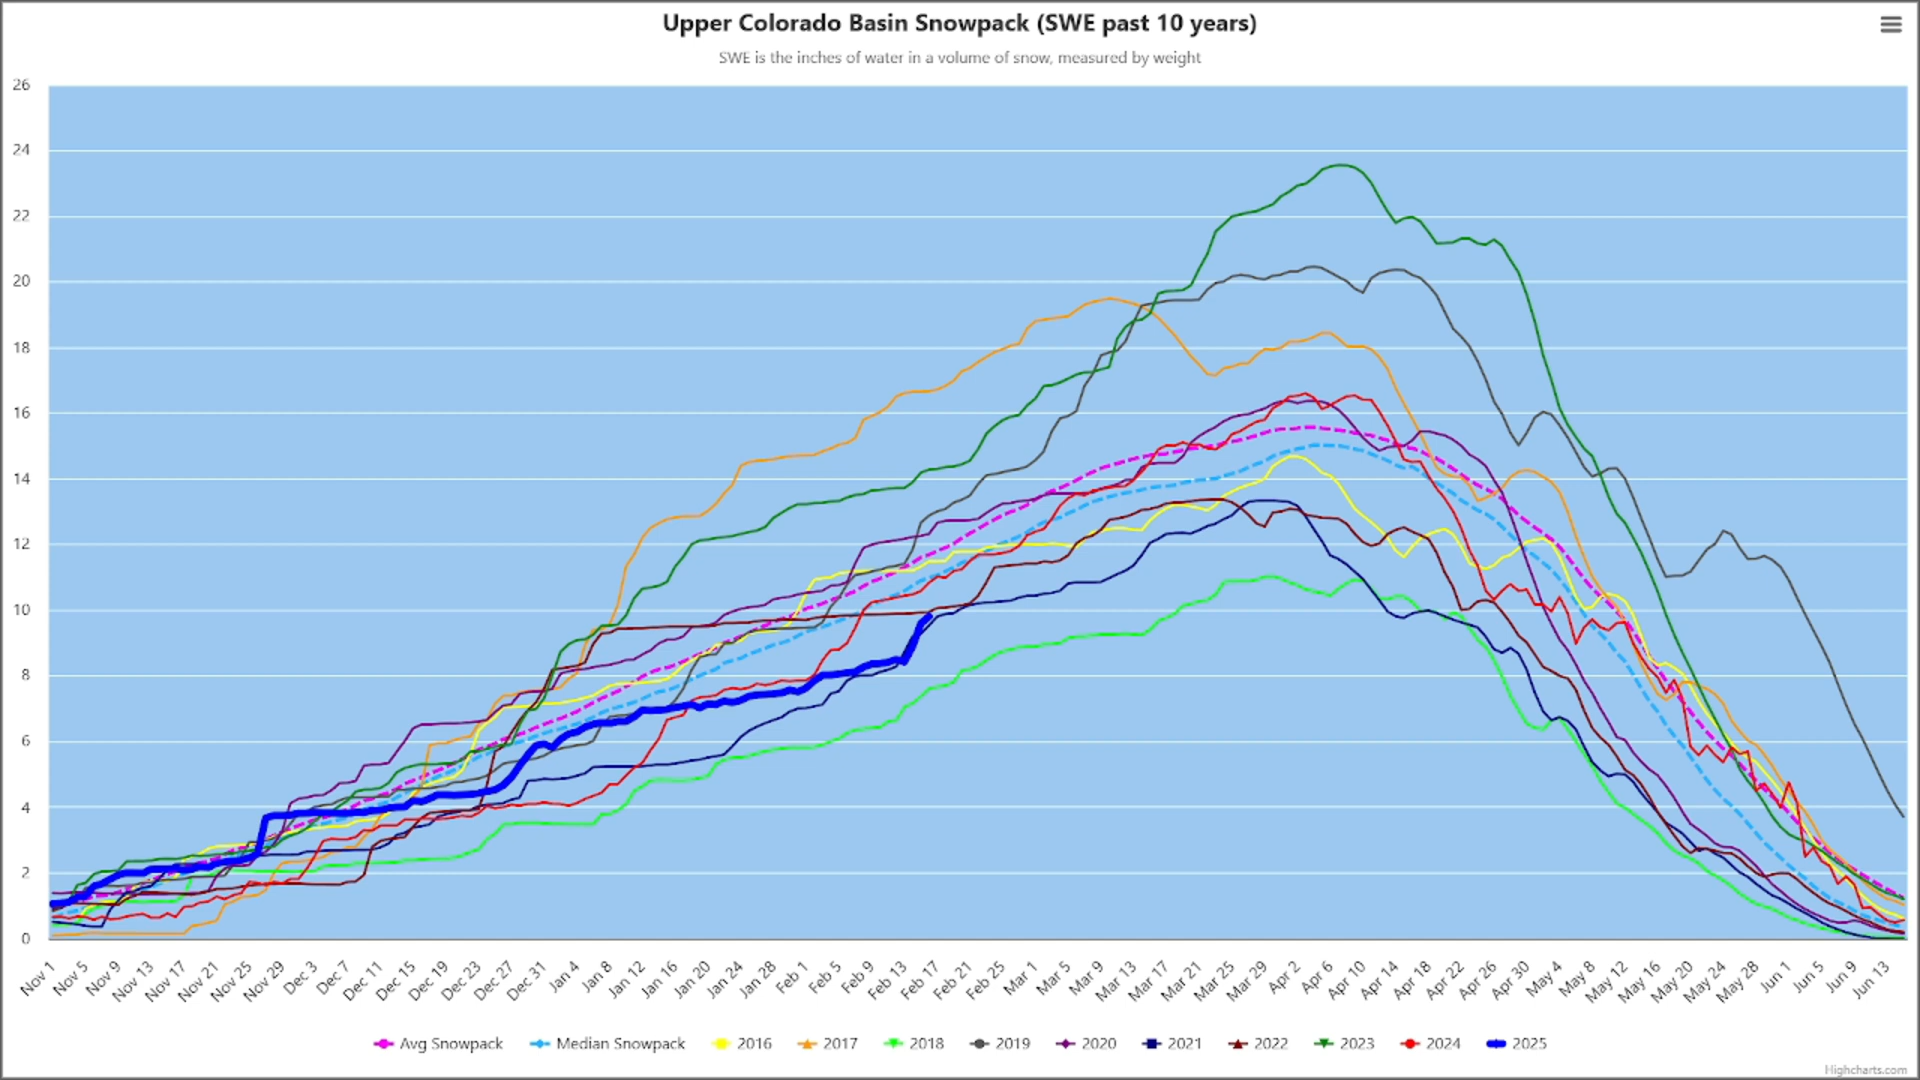 Upper Colorado Basin Snowpack (SWE past 10 years)
SWE is the inches of water in a volume of snow, measured by weight
26
24
22
20
18
16
14
12
10
8
6
4
2
0
Nov 1 Nov 5 Nov 9 Nov 13 Nov 17 Nov 21 Nov 25 Nov 29 Dec 3 Dec 7 Dec 11 Dec 15 Dec 19 Dec 23 Dec 27 Dec 31 Jan 4 Jan 8 Jan 12 Jan 16 Jan 20 Jan 24 Jan 28 Feb 1 Feb 5 Feb 9 Feb 13 Feb 17 Feb 21 Feb 25 Mar 1 Mar 5 Mar 9 Mar 13 Mar 17 Mar 21 Mar 25 Mar 29 Apr 2 Apr 6 Apr 10 Apr 14 Apr 18 Apr 22 Apr 26 Apr 30 May 4 May 8 May 12 May 16 May 20 May 24 May 28 Jun 1 Jun 5 Jun 9 Jun 13
Avg Snowpack Median Snowpack 2016 2017 2018 2019 2020 2021 2022 2023 2024 2025
Highcharts.com